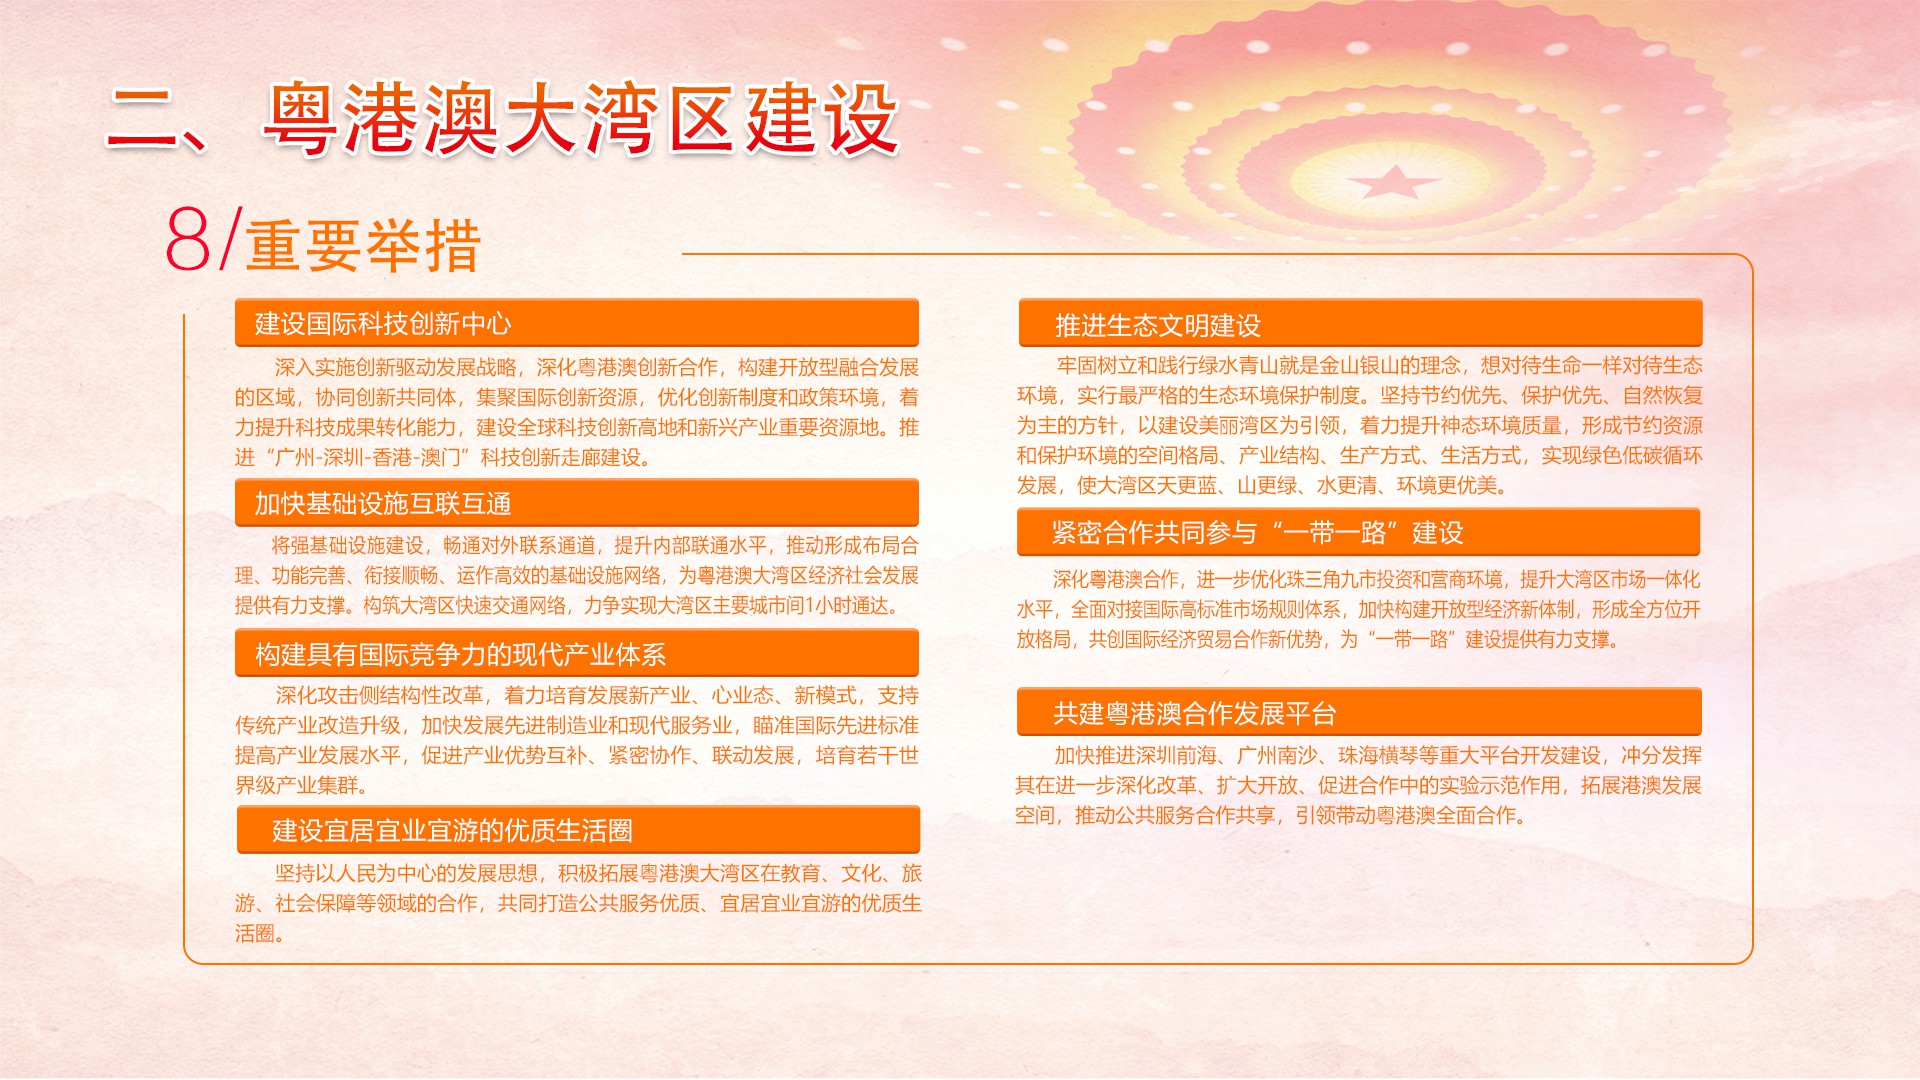 二、粤港澳大湾区建设
8/重要举措
建设国际科技创新中心
深入实施创新驱动发展战略，深化粤港澳创新合作，构建开放型融合发展
的区域，协同创新共同体，集聚国际创新资源，优化创新制度和政策环境，着
力提升科技成果转化能力，建设全球科技创新高地和新兴产业重要资源地。推
进“广州-深圳-香港-澳门”科技创新走廊建设。
加快基础设施互联互通
将强基础设施建设，畅通对外联系通道，提升内部联通水平，推动形成布局合
理、功能完善、衔接顺畅、运作高效的基础设施网络，为粤港澳大湾区经济社会发展
提供有力支撑。构筑大湾区快速交通网络，力争实现大湾区主要城市间1小时通达。
构建具有国际竞争力的现代产业体系
深化攻击侧结构性改革，着力培育发展新产业、心业态、新模式，支持
传统产业改造升级，加快发展先进制造业和现代服务业，瞄准国际先进标准
提高产业发展水平，促进产业优势互补、紧密协作、联动发展，培育若干世
界级产业集群。
建设宜居宜业宜游的优质生活圈
坚持以人民为中心的发展思想，积极拓展粤港澳大湾区在教育、文化、旅
游、社会保障等领域的合作，共同打造公共服务优质、宜居宜业宜游的优质生
活圈。
推进生态文明建设
牢固树立和践行绿水青山就是金山银山的理念，想对待生命一样对待生态
环境，实行最严格的生态环境保护制度。坚持节约优先、保护优先、自然恢复
为主的方针，以建设美丽湾区为引领，着力提升神态环境质量，形成节约资源
和保护环境的空间格局、产业结构、生产方式、生活方式，实现绿色低碳循环
发展，使大湾区天更蓝、山更绿、水更清、环境更优美。
紧密合作共同参与“一带一路”建设
深化粤港澳合作，进一步优化珠三角九市投资和营商环境，提升大湾区市场一体化
水平，全面对接国际高标准市场规则体系，加快构建开放型经济新体制，形成全方位开
放格局，共创国际经济贸易合作新优势，为“一带一路”建设提供有力支撑。
共建粤港澳合作发展平台
加快推进深圳前海、广州南沙、珠海横琴等重大平台开发建设，冲分发挥
其在进一步深化改革、扩大开放、促进合作中的实验示范作用，拓展港澳发展
空间，推动公共服务合作共享，引领带动粤港澳全面合作。